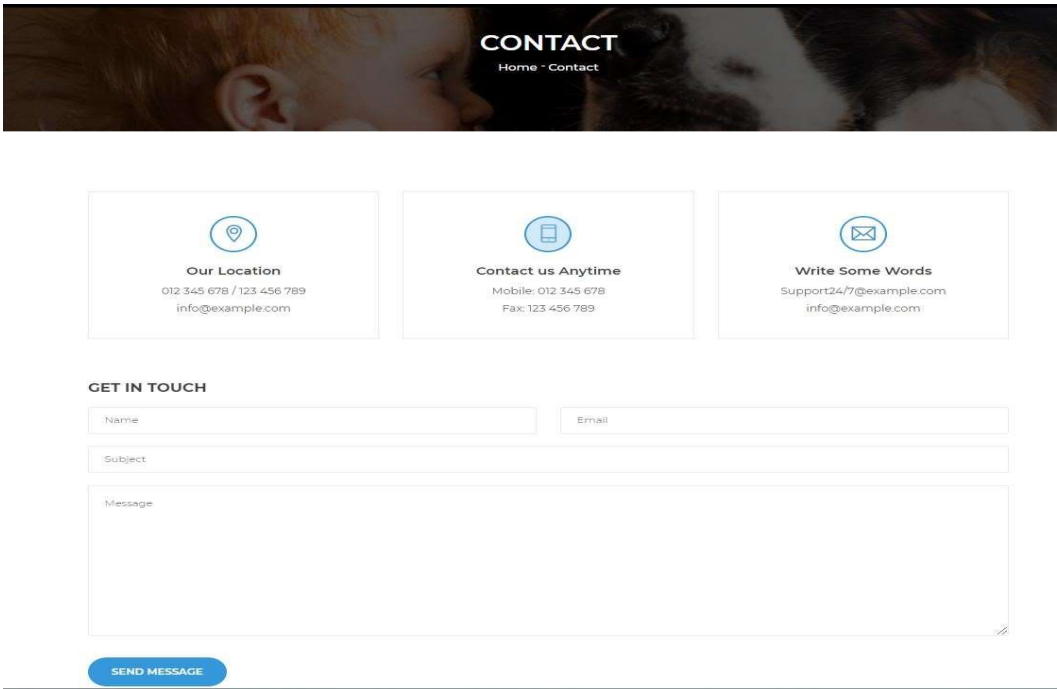 CONTACT
Home - Contact
Our Location
012 345 678 / 123 456 789
info@example.com
Contact us Anytime
Mobile: 012 345 678
Fax: 123 456 789
Write Some Words
Support24/7@example.com
info@example.com
GET IN TOUCH
Name
Email
Subject
Message
SEND MESSAGE